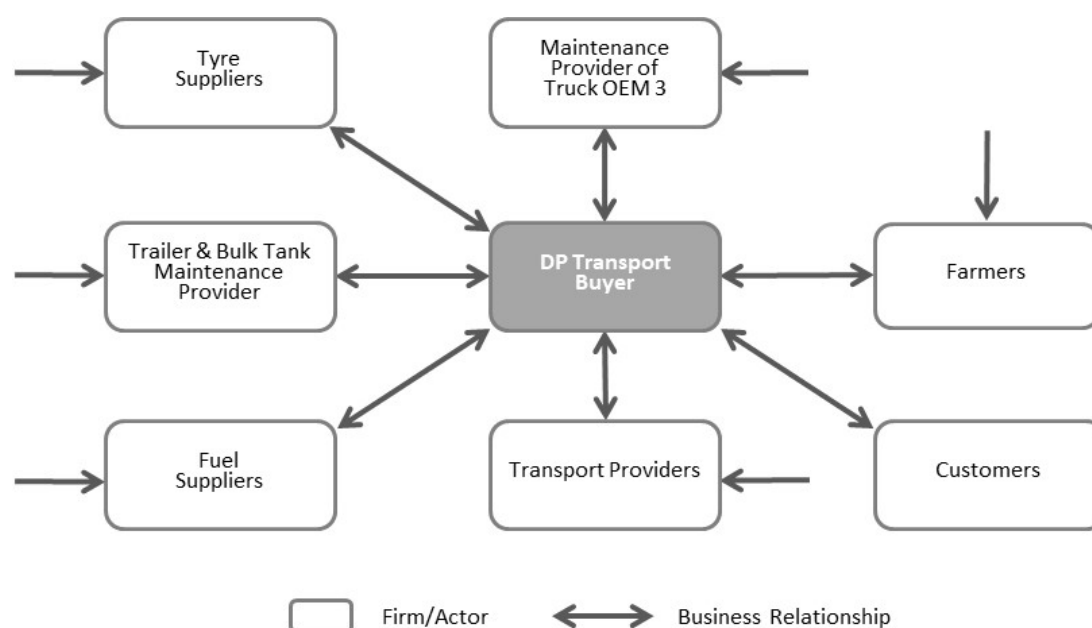 Tyre
Suppliers
Maintenance
Provider of
Truck OEM 3
Trailer & Bulk Tank
Maintenance
Provider
DP Transport
Buyer
Farmers
Fuel
Suppliers
Transport Providers
Customers
Firm/Actor
Business Relationship